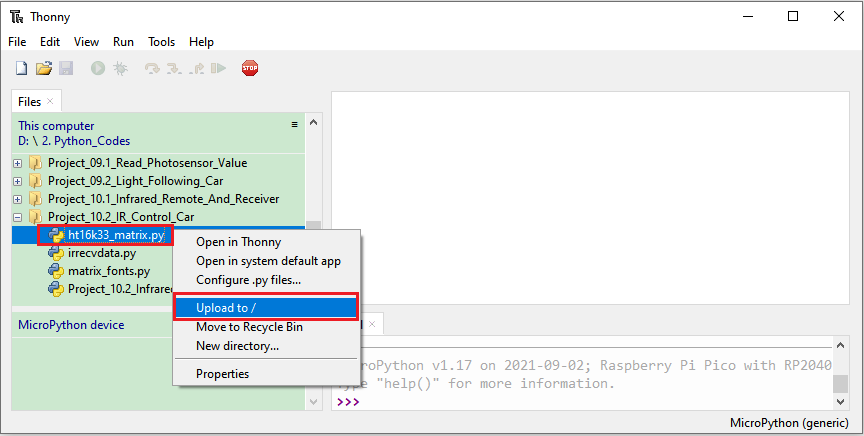 Thonny
File Edit View Run Tools Help
STOP
Files
This computer
D: \ 2. Python_Codes
Project_09.1_Read_Photosensor_Value
Project_09.2_Light_Following_Car
Project_10.1_Infrared_Remote_And_Receiver
Project_10.2_IR_Control_Car
ht16k33_matrix.py
irrecvdata.py
matrix_fonts.py
Project_10.2_Infrared
Open in Thonny
Open in system default app
Configure .py files...
Upload to /
Move to Recycle Bin
New directory...
Properties
MicroPython device
MicroPython v1.17 on 2021-09-02; Raspberry Pi Pico with RP2040
Type "help()" for more information.
>>>
MicroPython (generic)